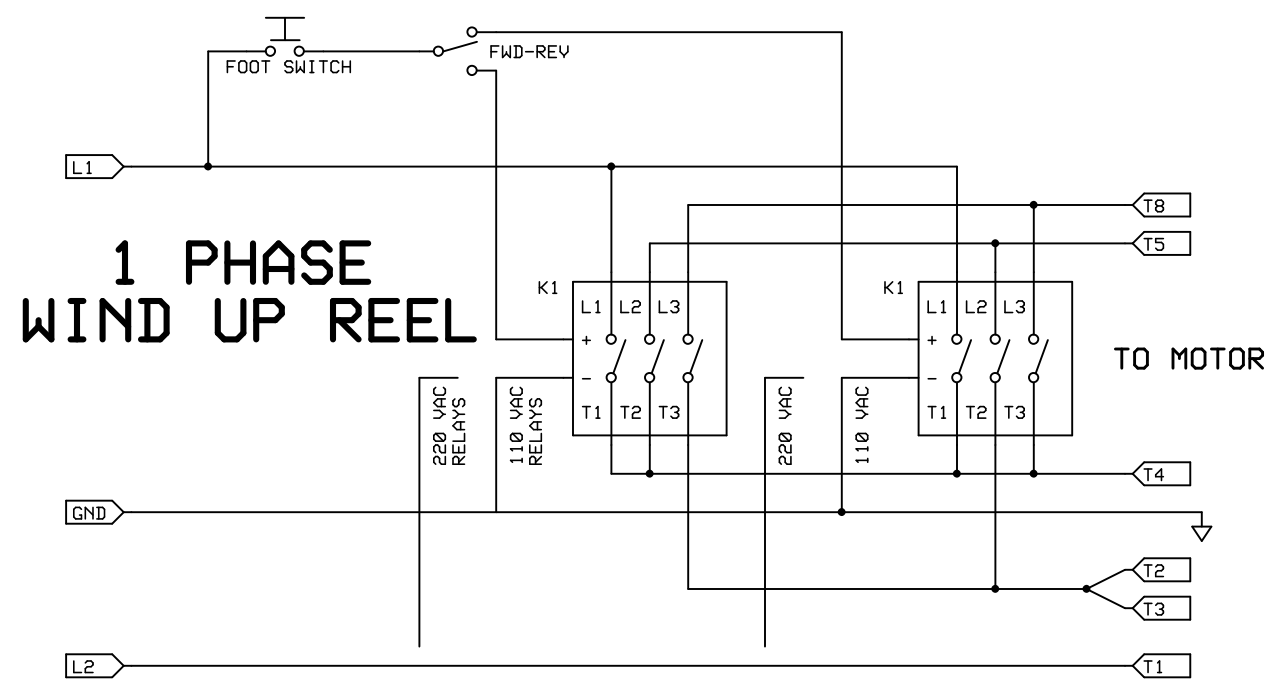 FOOT SWITCH
FWD-REV
L1
T8
T5
1 PHASE
WIND UP REEL
K1
L1 L2 L3
+
-
T1 T2 T3
K1
L1 L2 L3
+
-
T1 T2 T3
TO MOTOR
220 VAC
RELAYS
110 VAC
RELAYS
220 VAC
110 VAC
T4
GND
T2
T3
L2
T1